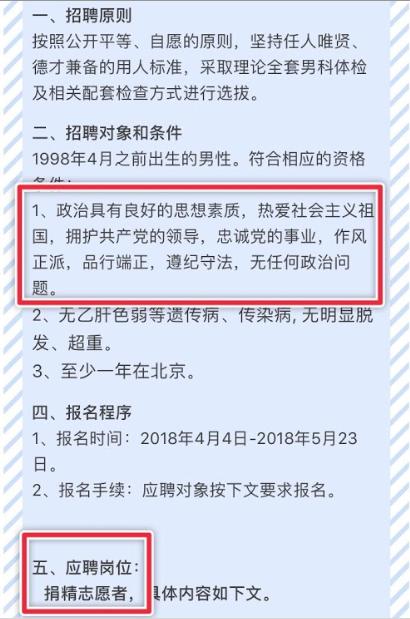 一、招聘原则
按照公开平等、自愿的原则，坚持任人唯贤、
德才兼备的用人标准，采取理论全套男科体检
及相关配套检查方式进行选拔。
二、招聘对象和条件
1998年4月之前出生的男性。符合相应的资格
条件：
1、政治具有良好的思想素质，热爱社会主义祖
国，拥护共产党的领导，忠诚党的事业，作风
正派，品行端正，遵纪守法，无任何政治问
题。
2、无乙肝色弱等遗传病、传染病, 无明显脱
发、超重。
3、至少一年在北京。
四、报名程序
1、报名时间：2018年4月4日-2018年5月23
日。
2、报名手续：应聘对象按下文要求报名。
五、应聘岗位：
捐精志愿者，具体内容如下文。